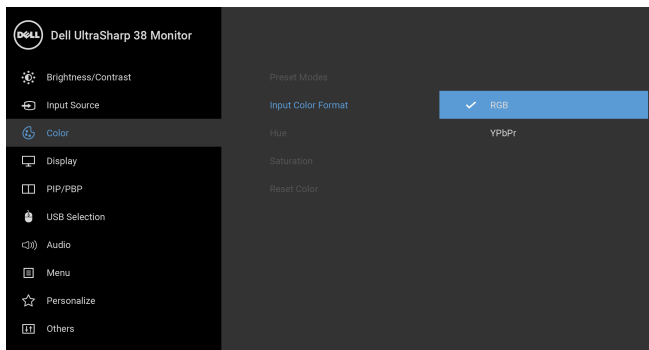 DELL Dell UltraSharp 38 Monitor
Brightness/Contrast Preset Modes
Input Source Input Color Format RGB
Color Hue YPbPr
Display Saturation
PIP/PBP Reset Color
USB Selection
Audio
Menu
Personalize
Others